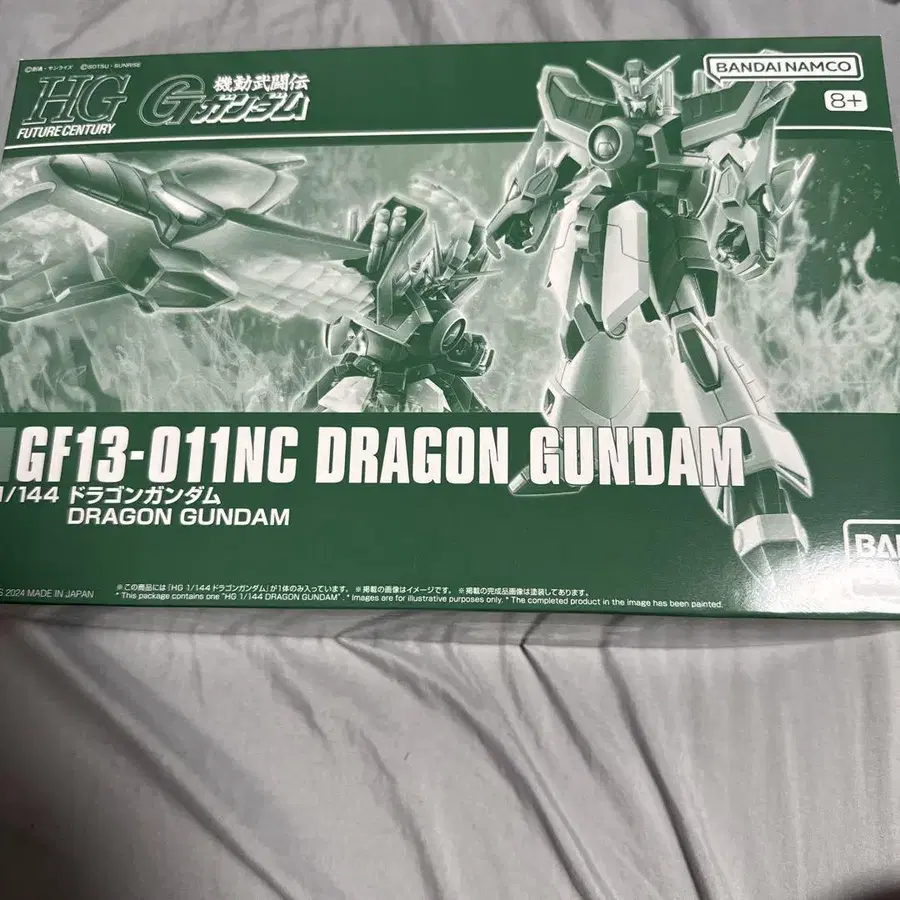 ©創通・サンライズ ©SOTSU・SUNRISE
HG
FUTURE CENTURY
機動武闘伝
Gガンダム
BANDAI NAMCO
8+
GF13-011NC DRAGON GUNDAM
1/144 ドラゴンガンダム
DRAGON GUNDAM
BAN
2024 MADE IN JAPAN
※この商品には「HG 1/144 ドラゴンガンダム」が1体のみ入っています。 ※掲載の画像はイメージです。 ※掲載の完成品画像は塗装してあります。
* This package contains one "HG 1/144 DRAGON GUNDAM". * Images are for illustrative purposes only. * The completed product in the image has been painted.